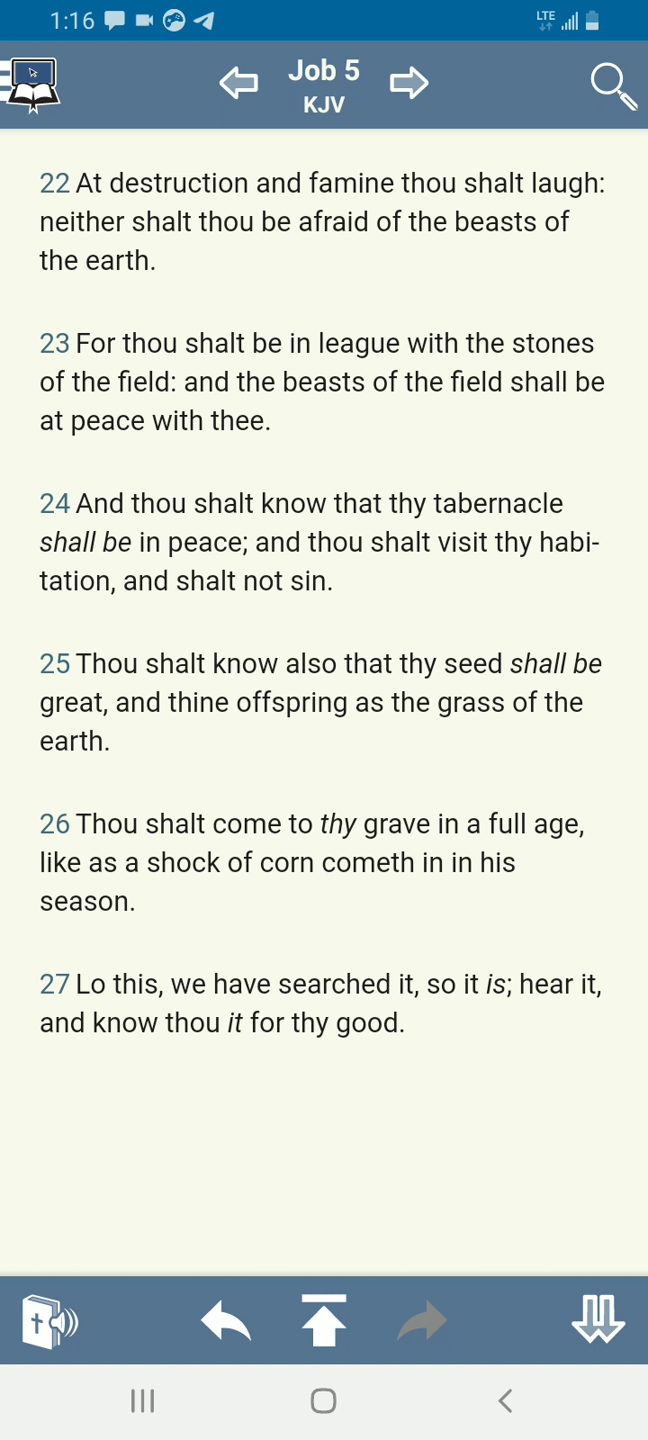 1:16
LTE
Job 5
KJV
22 At destruction and famine thou shalt laugh:
neither shalt thou be afraid of the beasts of
the earth.
23 For thou shalt be in league with the stones
of the field: and the beasts of the field shall be
at peace with thee.
24 And thou shalt know that thy tabernacle
shall be in peace; and thou shalt visit thy habi-
tation, and shalt not sin.
25 Thou shalt know also that thy seed shall be
great, and thine offspring as the grass of the
earth.
26 Thou shalt come to thy grave in a full age,
like as a shock of corn cometh in in his
season.
27 Lo this, we have searched it, so it is; hear it,
and know thou it for thy good.